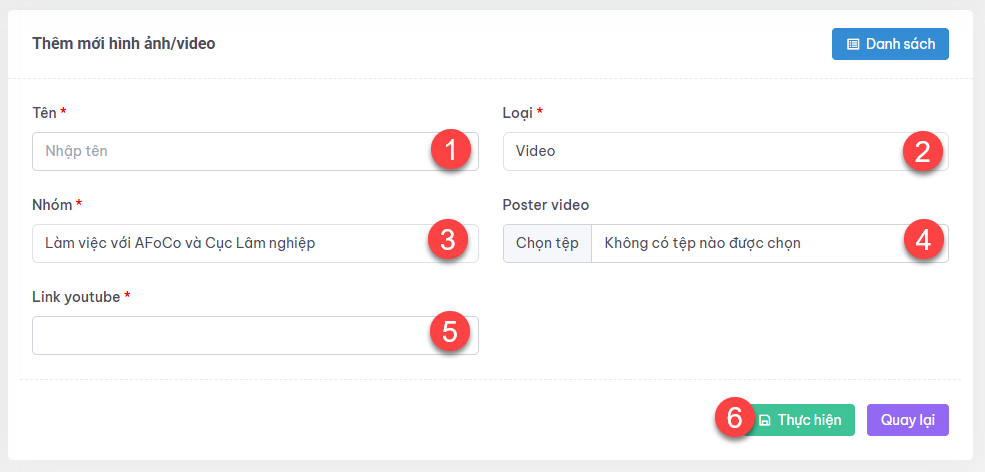 Thêm mới hình ảnh/video
Danh sách
Tên *
Loại *
Nhập tên
1
Video
2
Nhóm *
Poster video
Làm việc với AFoCo và Cục Lâm nghiệp
3
Chọn tệp
Không có tệp nào được chọn
4
Link youtube *
5
6
Thực hiện
Quay lại